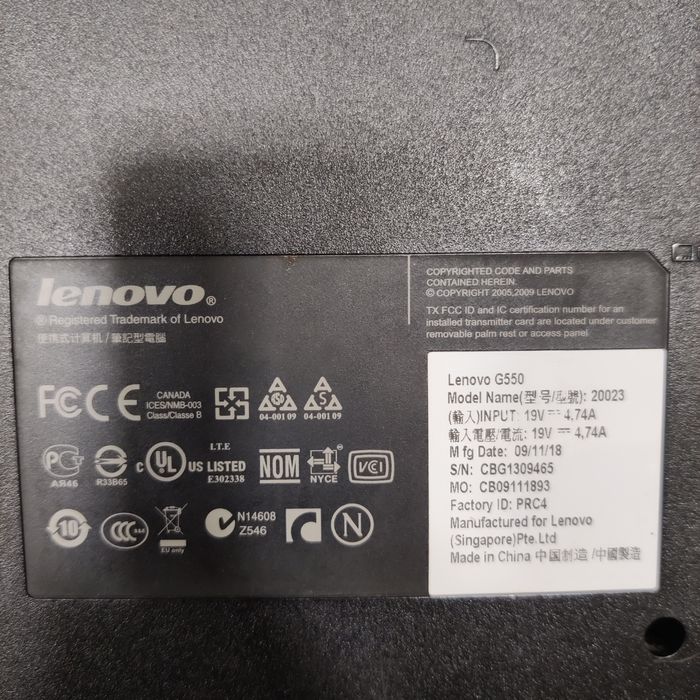 lenovo®
® Registered Trademark of Lenovo
便携式计算机 / 筆記型電腦
COPYRIGHTED CODE AND PARTS
CONTAINED HEREIN.
© COPYRIGHT 2005,2009 LENOVO
TX FCC ID and IC certification number for an
installed transmitter card are located under customer
removable palm rest or access panel
FC CE
CANADA
ICES/NMB-003
Class/Classe B
04-001 09
S
04-001 09
PC
AB46
R33B65
C UL US LISTED
L.T.E
E302338
NOM
NYCE
VCI
10
CCC
S&E
EU only
N14608
Z546
N
Lenovo G550
Model Name(型号/型號): 20023
(輸入)INPUT: 19V ⎓ 4.74A
輸入電壓/電流: 19V ⎓ 4.74A
Mfg Date: 09/11/18
S/N: CBG1309465
MO: CB09111893
Factory ID: PRC4
Manufactured for Lenovo
(Singapore)Pte.Ltd
Made in China 中国制造 /中國製造